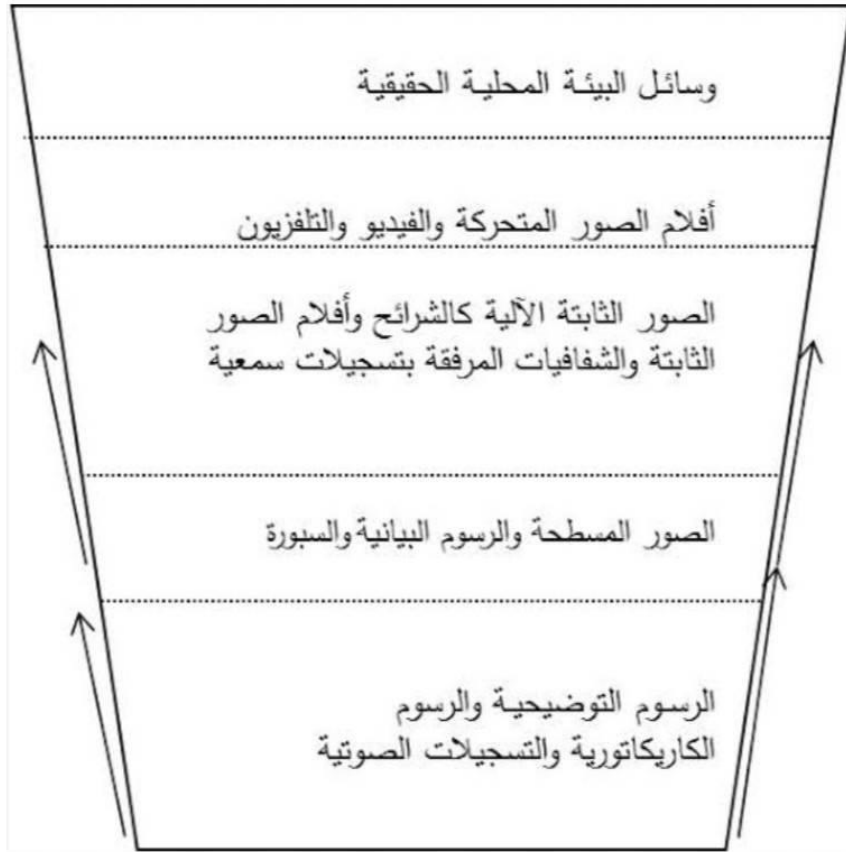 وسائل البيئة المحلية الحقيقية
أفلام الصور المتحركة والفيديو والتلفزيون
الصور الثابتة الآلية كالشرائح وأفلام الصور
الثابتة والشفافيات المرفقة بتسجيلات سمعية
الصور المسطحة والرسوم البيانية والسبورة
الرسوم التوضيحية والرسوم
الكاريكاتورية والتسجيلات الصوتية